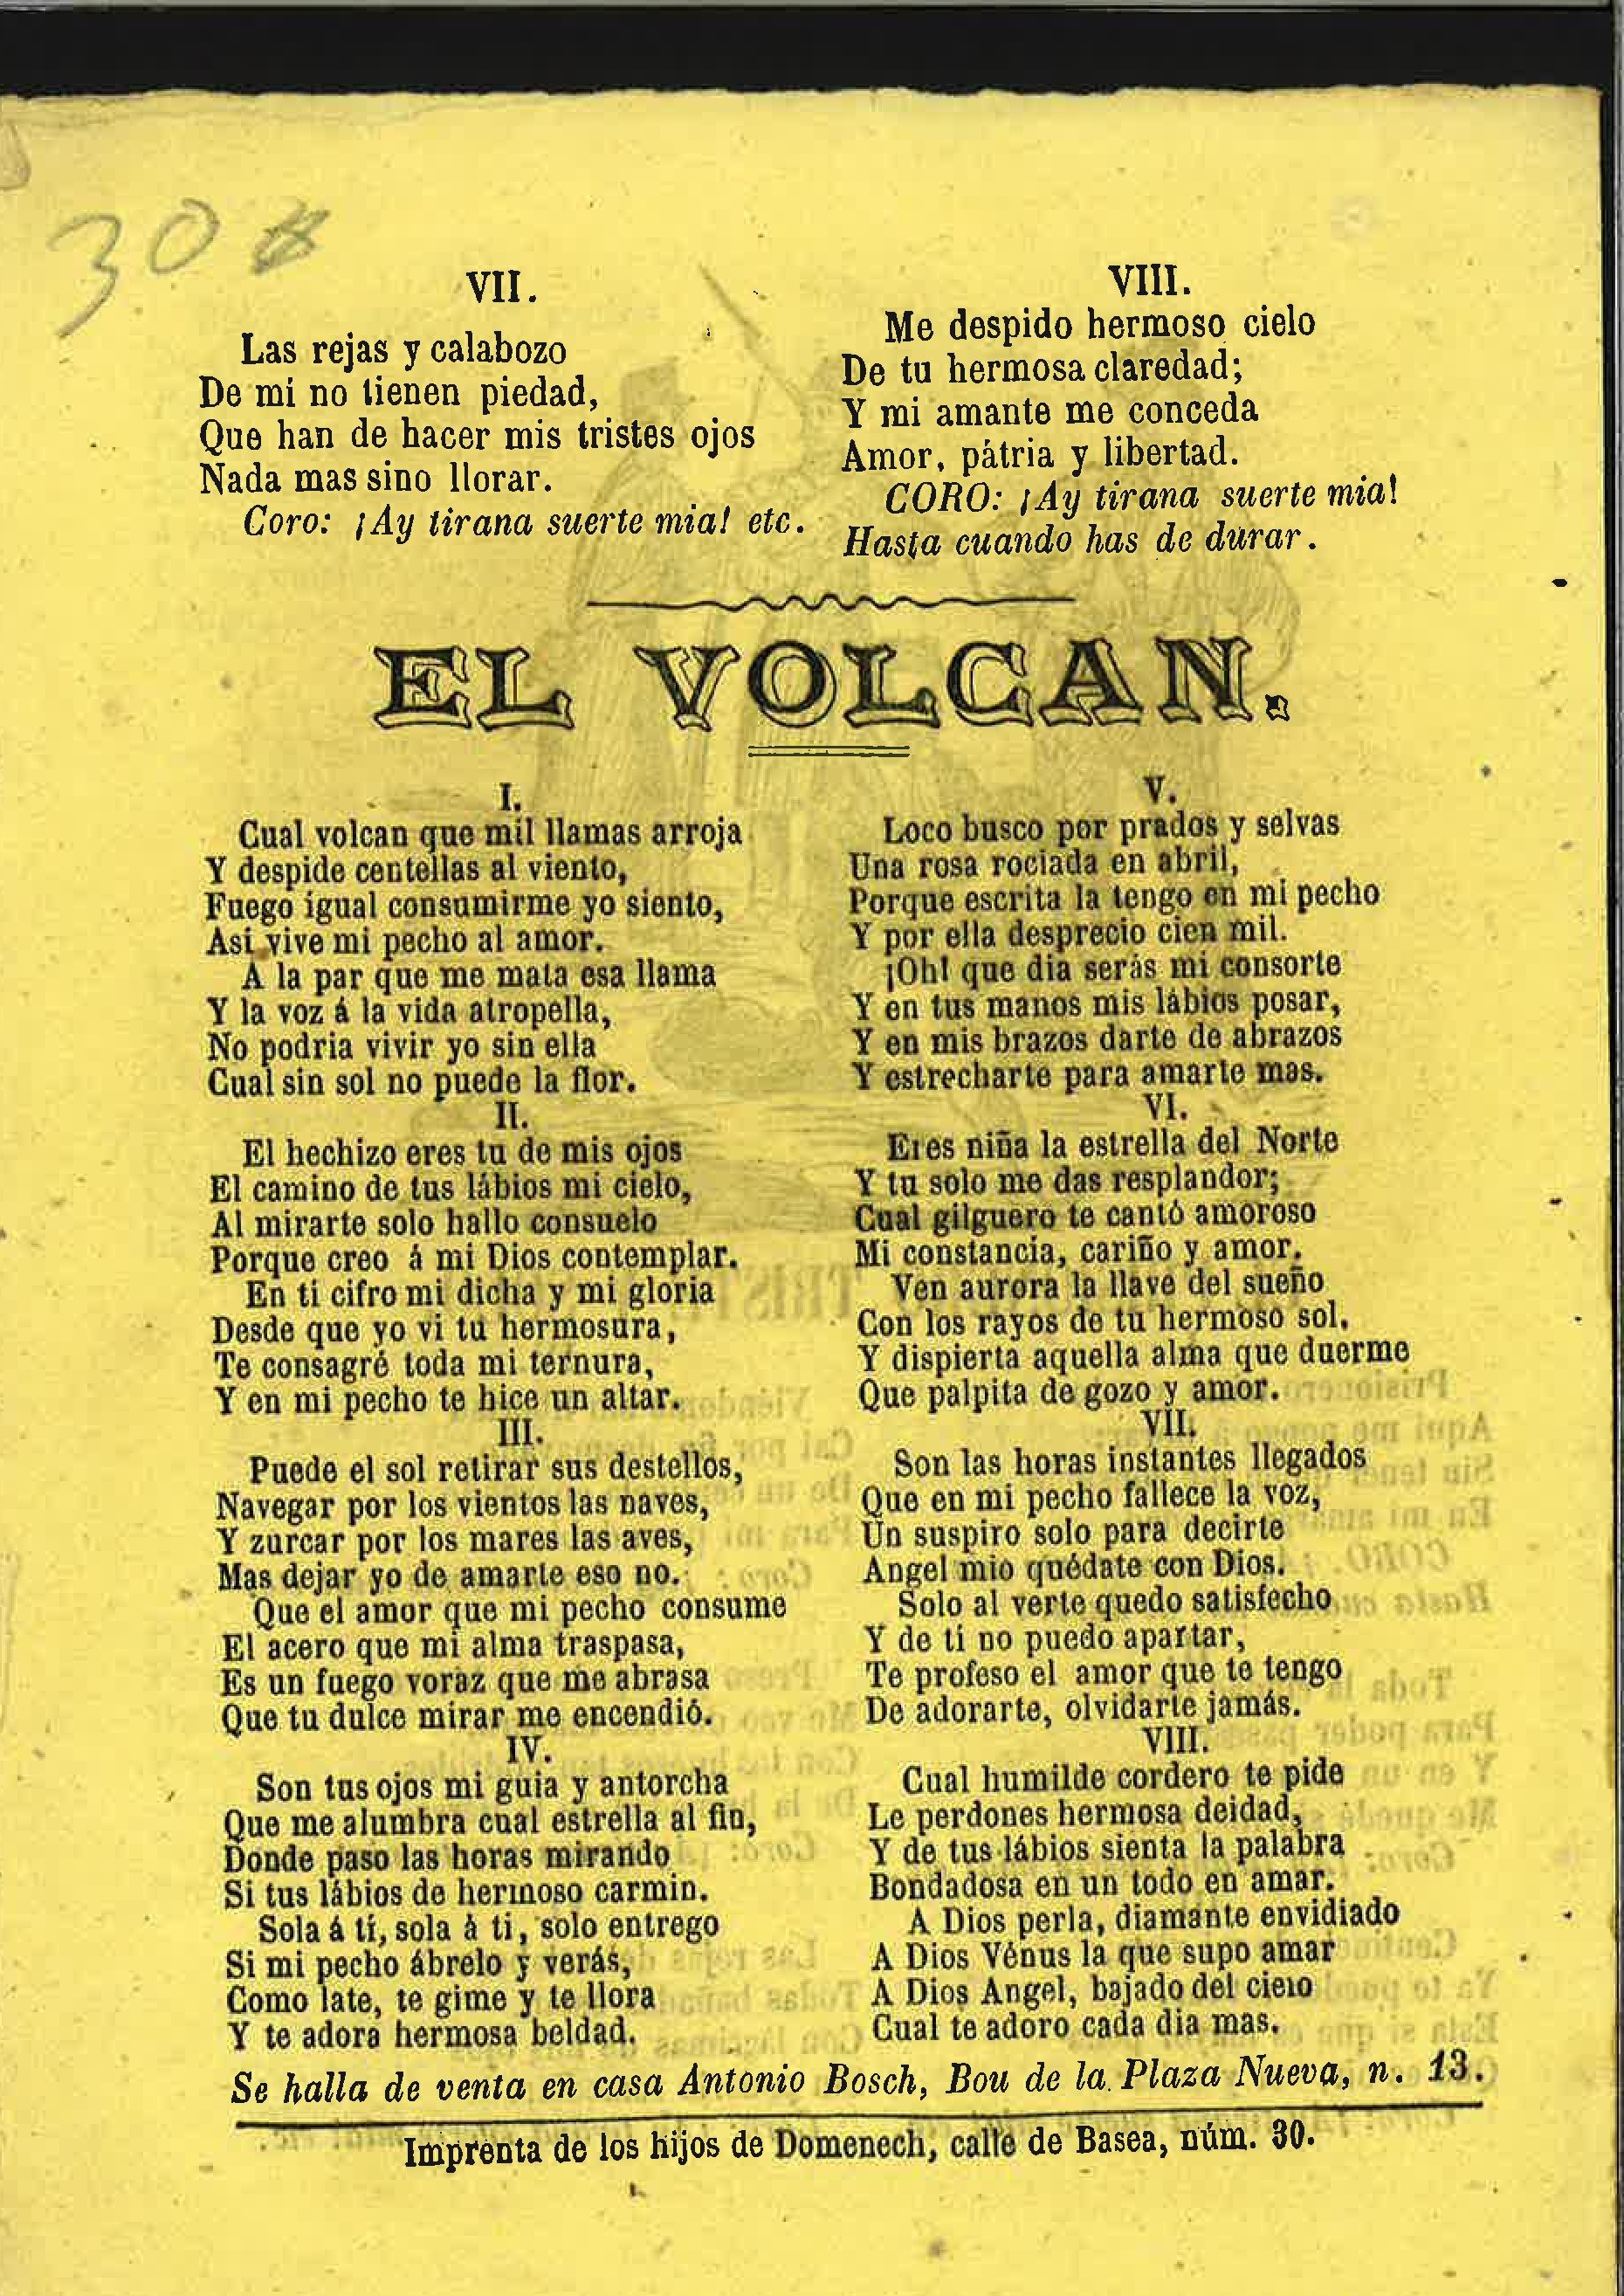 308
VII.
Las rejas y calabozo
De mi no tienen piedad,
Que han de hacer mis tristes ojos
Nada mas sino llorar.
Coro: ¡Ay tirana suerte mia! etc.
VIII.
Me despido hermoso cielo
De tu hermosa claredad;
Y mi amante me conceda
Amor, pátria y libertad.
CORO: ¡Ay tirana suerte mia!
Hasta cuando has de durar.
EL VOLCAN.
I.
Cual volcan que mil llamas arroja
Y despide centellas al viento,
Fuego igual consumirme yo siento,
Asi vive mi pecho al amor.
A la par que me mata esa llama
Y la voz á la vida atropella,
No podria vivir yo sin ella
Cual sin sol no puede la flor.
II.
El hechizo eres tu de mis ojos
El camino de tus lábios mi cielo,
Al mirarte solo hallo consuelo
Porque creo á mi Dios contemplar.
En ti cifro mi dicha y mi gloria
Desde que yo vi tu hermosura,
Te consagré toda mi ternura,
Y en mi pecho te hice un altar.
III.
Puede el sol retirar sus destellos,
Navegar por los vientos las naves,
Y zurcar por los mares las aves,
Mas dejar yo de amarte eso no.
Que el amor que mi pecho consume
El acero que mi alma traspasa,
Es un fuego voraz que me abrasa
Que tu dulce mirar me encendió.
IV.
Son tus ojos mi guia y antorcha
Que me alumbra cual estrella al fin,
Donde paso las horas mirando
Si tus lábios de hermoso carmin.
Sola á tí, sola à ti, solo entrego
Si mi pecho ábrelo y verás,
Como late, te gime y te llora
Y te adora hermosa beldad.
V.
Loco busco por prados y selvas
Una rosa rociada en abril,
Porque escrita la tengo en mi pecho
Y por ella desprecio cien mil.
¡Oh! que dia serás mi consorte
Y en tus manos mis lábios posar,
Y en mis brazos darte de abrazos
Y estrecharte para amarte mas.
VI.
Eres niña la estrella del Norte
Y tu solo me das resplandor;
Cual gilguero te cantó amoroso
Mi constancia, cariño y amor.
Ven aurora la llave del sueño
Con los rayos de tu hermoso sol,
Y dispierta aquella alma que duerme
Que palpita de gozo y amor.
VII.
Son las horas instantes llegados
Que en mi pecho fallece la voz,
Un suspiro solo para decirte
Angel mio quédate con Dios.
Solo al verte quedo satisfecho
Y de ti no puedo apartar,
Te profeso el amor que te tengo
De adorarte, olvidarte jamás.
VIII.
Cual humilde cordero te pide
Le perdones hermosa deidad,
Y de tus lábios sienta la palabra
Bondadosa en un todo en amar.
A Dios perla, diamante envidiado
A Dios Vénus la que supo amar
A Dios Angel, bajado del cielo
Cual te adoro cada dia mas.
Se halla de venta en casa Antonio Bosch, Bou de la Plaza Nueva, n. 13.
Imprenta de los hijos de Domenech, calle de Basea, núm. 30.